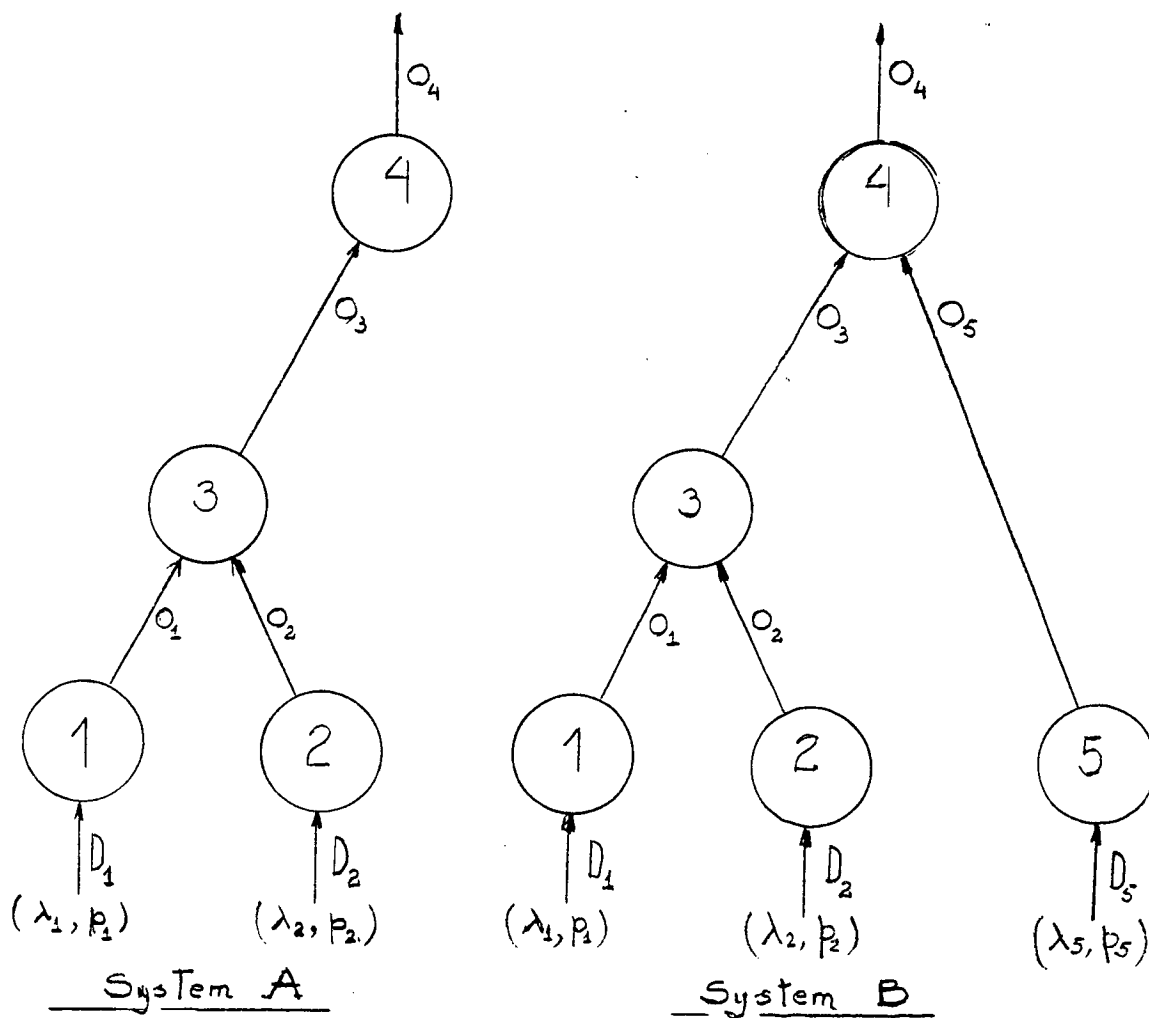 O₄
4
O₃
3
O₁
O₂
1
2
D₁
D₂
(λ₁, p₁)
(λ₂, p₂)
System A
O₄
4
O₃
O₅
3
O₁
O₂
1
2
5
D₁
D₂
D₅
(λ₁, p₁)
(λ₂, p₂)
(λ₅, p₅)
System B